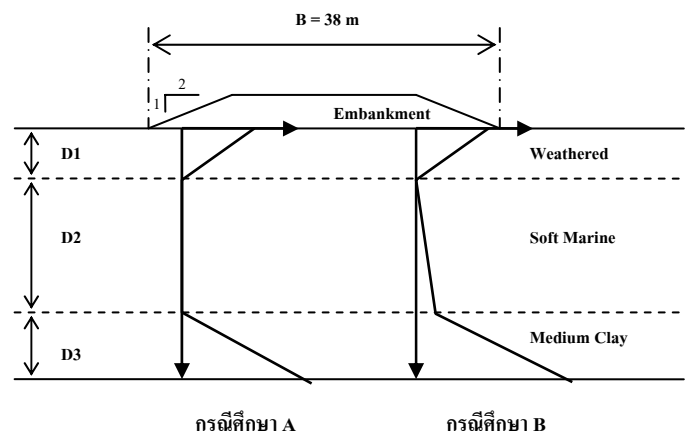 B = 38 m
2
1
Embankment
D1
Weathered
D2
Soft Marine
Medium Clay
D3
กรณีศึกษา A
กรณีศึกษา B